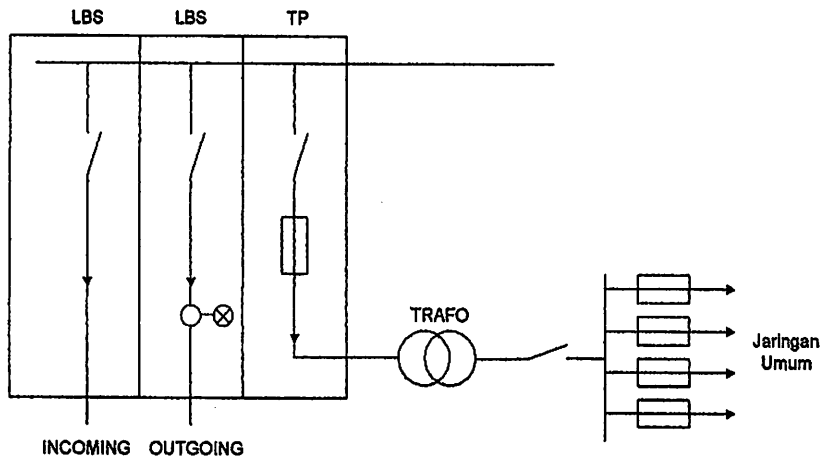 LBS
LBS
TP
TRAFO
Jaringan
Umum
INCOMING
OUTGOING